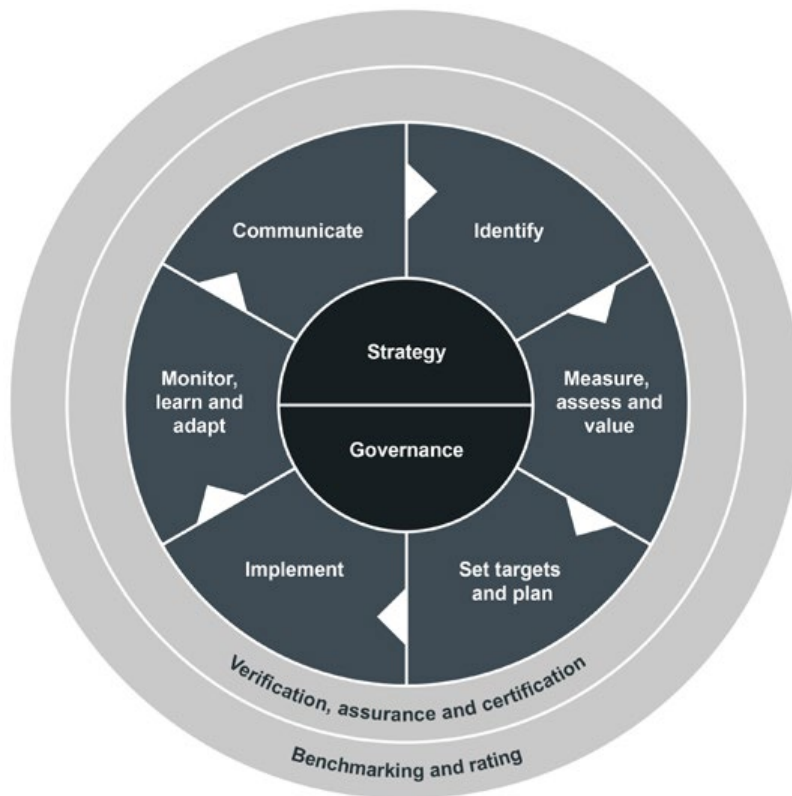 Communicate
Identify
Strategy
Monitor,
learn and
adapt
Measure,
assess and
value
Governance
Implement
Set targets
and plan
Verification, assurance and certification
Benchmarking and rating